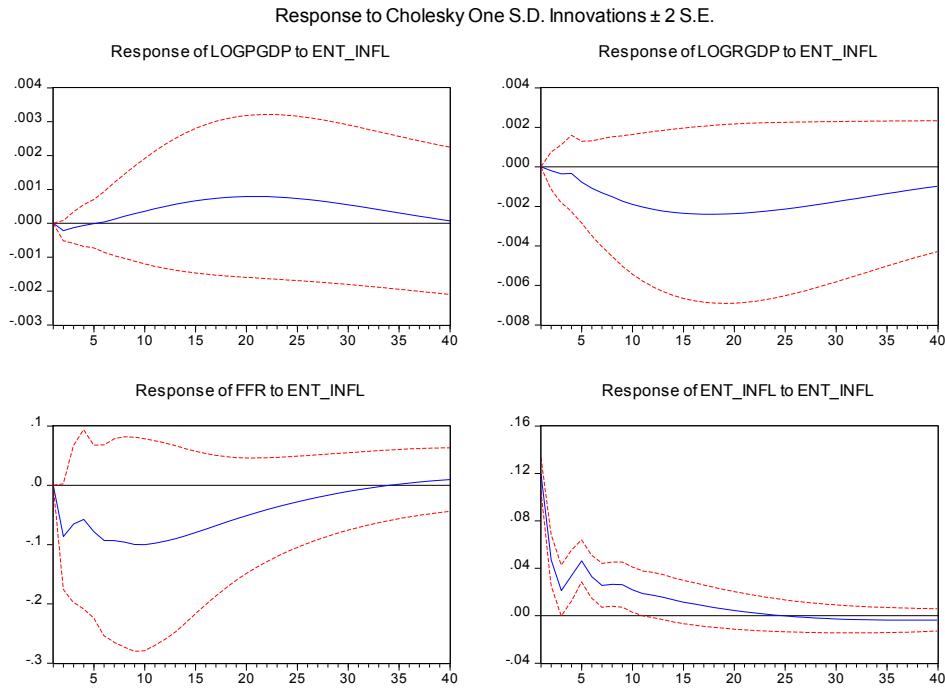 Response to Cholesky One S.D. Innovations ± 2 S.E.
Response of LOGPGDP to ENT_INFL
.004
.003
.002
.001
.000
-.001
-.002
-.003
5 10 15 20 25 30 35 40
Response of LOGRGDP to ENT_INFL
.004
.002
.000
-.002
-.004
-.006
-.008
5 10 15 20 25 30 35 40
Response of FFR to ENT_INFL
.1
.0
-.1
-.2
-.3
5 10 15 20 25 30 35 40
Response of ENT_INFL to ENT_INFL
.16
.12
.08
.04
.00
-.04
5 10 15 20 25 30 35 40